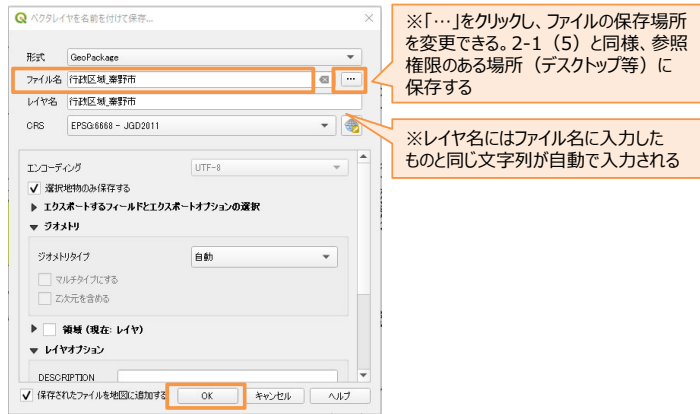 ベクタレイヤを名前を付けて保存...
形式 GeoPackage
ファイル名 行政区域_秦野市 ...
レイヤ名 行政区域_秦野市
CRS EPSG:6668 - JGD2011
エンコーディング UTF-8
選択地物のみ保存する
エクスポートするフィールドとエクスポートオプションの選択
ジオメトリ
ジオメトリタイプ 自動
マルチタイプにする
Z次元を含める
領域 (現在: レイヤ)
レイヤオプション
DESCRIPTION
保存されたファイルを地図に追加する OK キャンセル ヘルプ
※「…」をクリックし、ファイルの保存場所
を変更できる。2-1（5）と同様、参照
権限のある場所（デスクトップ等）に
保存する
※レイヤ名にはファイル名に入力した
ものと同じ文字列が自動で入力される